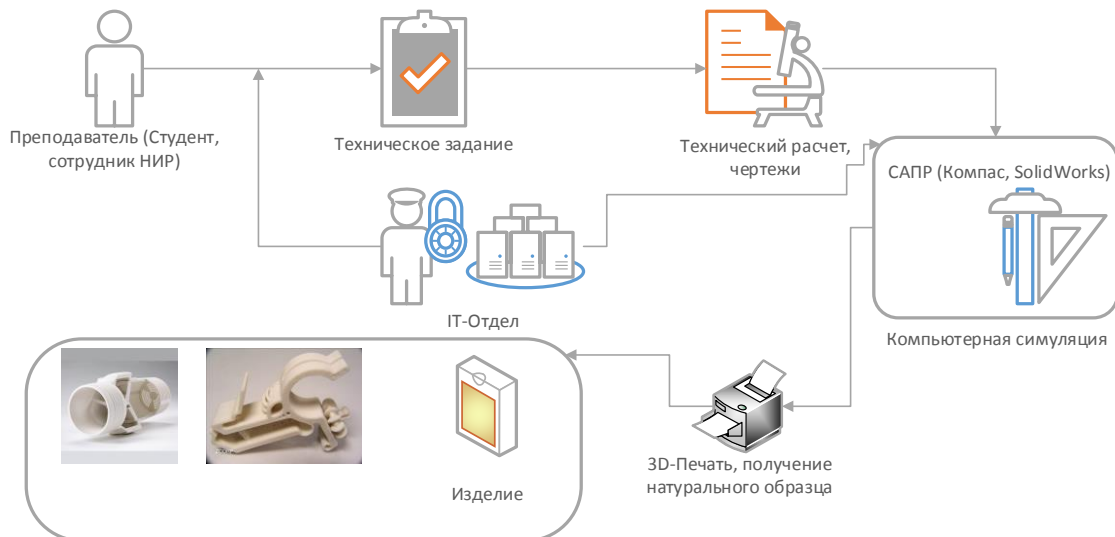 Преподаватель (Студент,
сотрудник НИР)
Техническое задание
Технический расчет,
чертежи
САПР (Компас, SolidWorks)
IT-Отдел
Компьютерная симуляция
3D-Печать, получение
натурального образца
Изделие